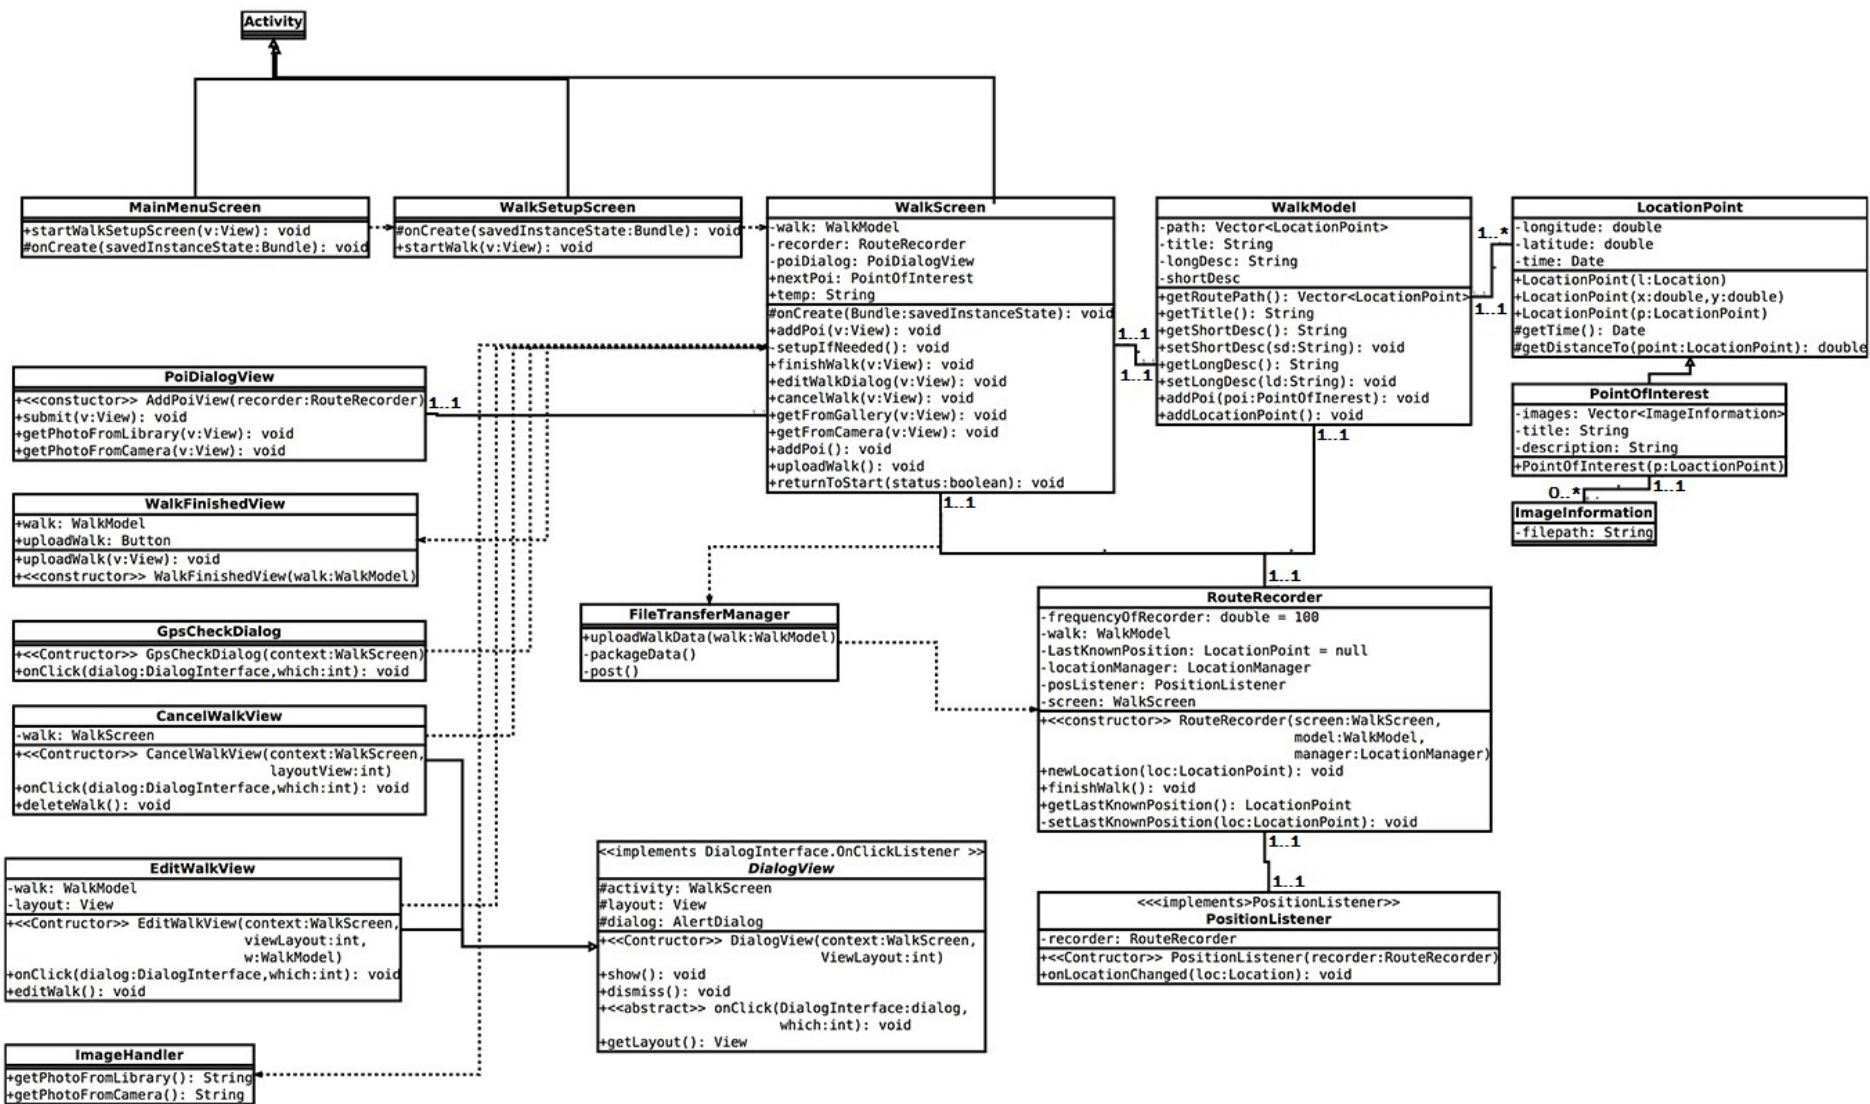 Activity
MainMenuScreen
+startWalkSetupScreen(v:View): void
#onCreate(savedInstanceState:Bundle): void
WalkSetupScreen
#onCreate(savedInstanceState:Bundle): void
+startWalk(v:View): void
WalkScreen
-walk: WalkModel
-recorder: RouteRecorder
-poiDialog: PoiDialogView
+nextPoi: PointOfInterest
+temp: String
#onCreate(Bundle:savedInstanceState): void
+addPoi(v:View): void
-setupIfNeeded(): void
+finishWalk(v:View): void
+editWalkDialog(v:View): void
+cancelWalk(v:View): void
+getFromGallery(v:View): void
+getFromCamera(v:View): void
+addPoi(): void
+uploadWalk(): void
+returnToStart(status:boolean): void
1..1
1..1
1..1
WalkModel
-path: Vector<LocationPoint>
-title: String
-longDesc: String
-shortDesc
+getRoutePath(): Vector<LocationPoint>
+getTitle(): String
+getShortDesc(): String
+setShortDesc(sd:String): void
+getLongDesc(): String
+setLongDesc(ld:String): void
+addPoi(poi:PointOfInerest): void
+addLocationPoint(): void
1..1
1..*
1..1
LocationPoint
-longitude: double
-latitude: double
-time: Date
+LocationPoint(l:Location)
+LocationPoint(x:double,y:double)
+LocationPoint(p:LocationPoint)
#getTime(): Date
#getDistanceTo(point:LocationPoint): double
PointOfInterest
-images: Vector<ImageInformation>
-title: String
-description: String
+PointOfInterest(p:LoactionPoint)
1..1
0..*
ImageInformation
-filepath: String
PoiDialogView
+<<constuctor>> AddPoiView(recorder:RouteRecorder)
+submit(v:View): void
+getPhotoFromLibrary(v:View): void
+getPhotoFromCamera(v:View): void
1..1
WalkFinishedView
+walk: WalkModel
+uploadWalk: Button
+uploadWalk(v:View): void
+<<constructor>> WalkFinishedView(walk:WalkModel)
GpsCheckDialog
+<<Contructor>> GpsCheckDialog(context:WalkScreen)
+onClick(dialog:DialogInterface,which:int): void
CancelWalkView
-walk: WalkScreen
+<<Contructor>> CancelWalkView(context:WalkScreen,
layoutView:int)
+onClick(dialog:DialogInterface,which:int): void
+deleteWalk(): void
EditWalkView
-walk: WalkModel
-layout: View
+<<Contructor>> EditWalkView(context:WalkScreen,
viewLayout:int,
w:WalkModel)
+onClick(dialog:DialogInterface,which:int): void
+editWalk(): void
ImageHandler
+getPhotoFromLibrary(): String
+getPhotoFromCamera(): String
FileTransferManager
+uploadWalkData(walk:WalkModel)
-packageData()
-post()
<<implements DialogInterface.OnClickListener >>
DialogView
#activity: WalkScreen
#layout: View
#dialog: AlertDialog
+<<Contructor>> DialogView(context:WalkScreen,
ViewLayout:int)
+show(): void
+dismiss(): void
+<<abstract>> onClick(DialogInterface:dialog,
which:int): void
+getLayout(): View
1..1
RouteRecorder
-frequencyOfRecorder: double = 100
-walk: WalkModel
-LastKnownPosition: LocationPoint = null
-locationManager: LocationManager
-posListener: PositionListener
-screen: WalkScreen
+<<constructor>> RouteRecorder(screen:WalkScreen,
model:WalkModel,
manager:LocationManager)
+newLocation(loc:LocationPoint): void
+finishWalk(): void
+getLastKnownPosition(): LocationPoint
-setLastKnownPosition(loc:LocationPoint): void
1..1
1..1
<<<implements>PositionListener>>
PositionListener
-recorder: RouteRecorder
+<<Contructor>> PositionListener(recorder:RouteRecorder)
+onLocationChanged(loc:Location): void